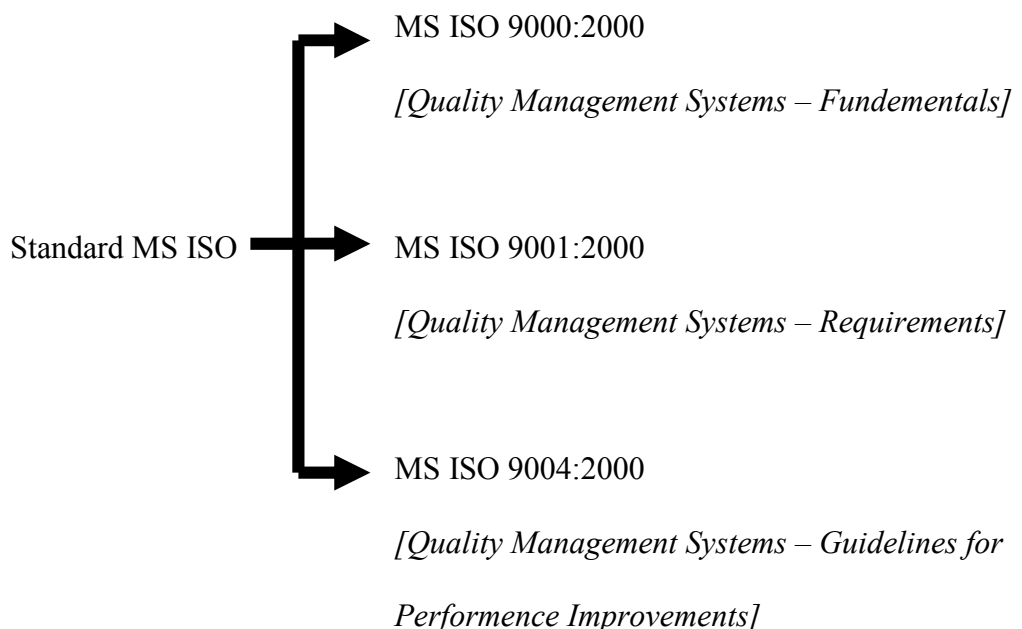 MS ISO 9000:2000
[Quality Management Systems – Fundementals]
Standard MS ISO
MS ISO 9001:2000
[Quality Management Systems – Requirements]
MS ISO 9004:2000
[Quality Management Systems – Guidelines for
Performence Improvements]